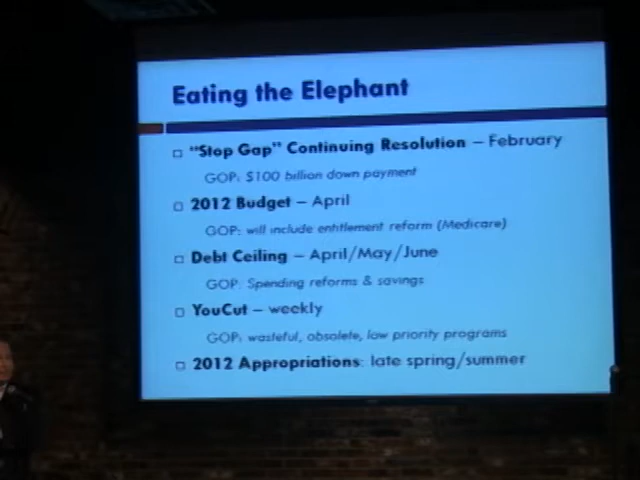 Eating the Elephant
"Stop Gap" Continuing Resolution – February
GOP: $100 billion down payment
2012 Budget – April
GOP: will include entitlement reform (Medicare)
Debt Ceiling – April/May/June
GOP: Spending reforms & savings
YouCut – weekly
GOP: wasteful, obsolete, low priority programs
2012 Appropriations: late spring/summer